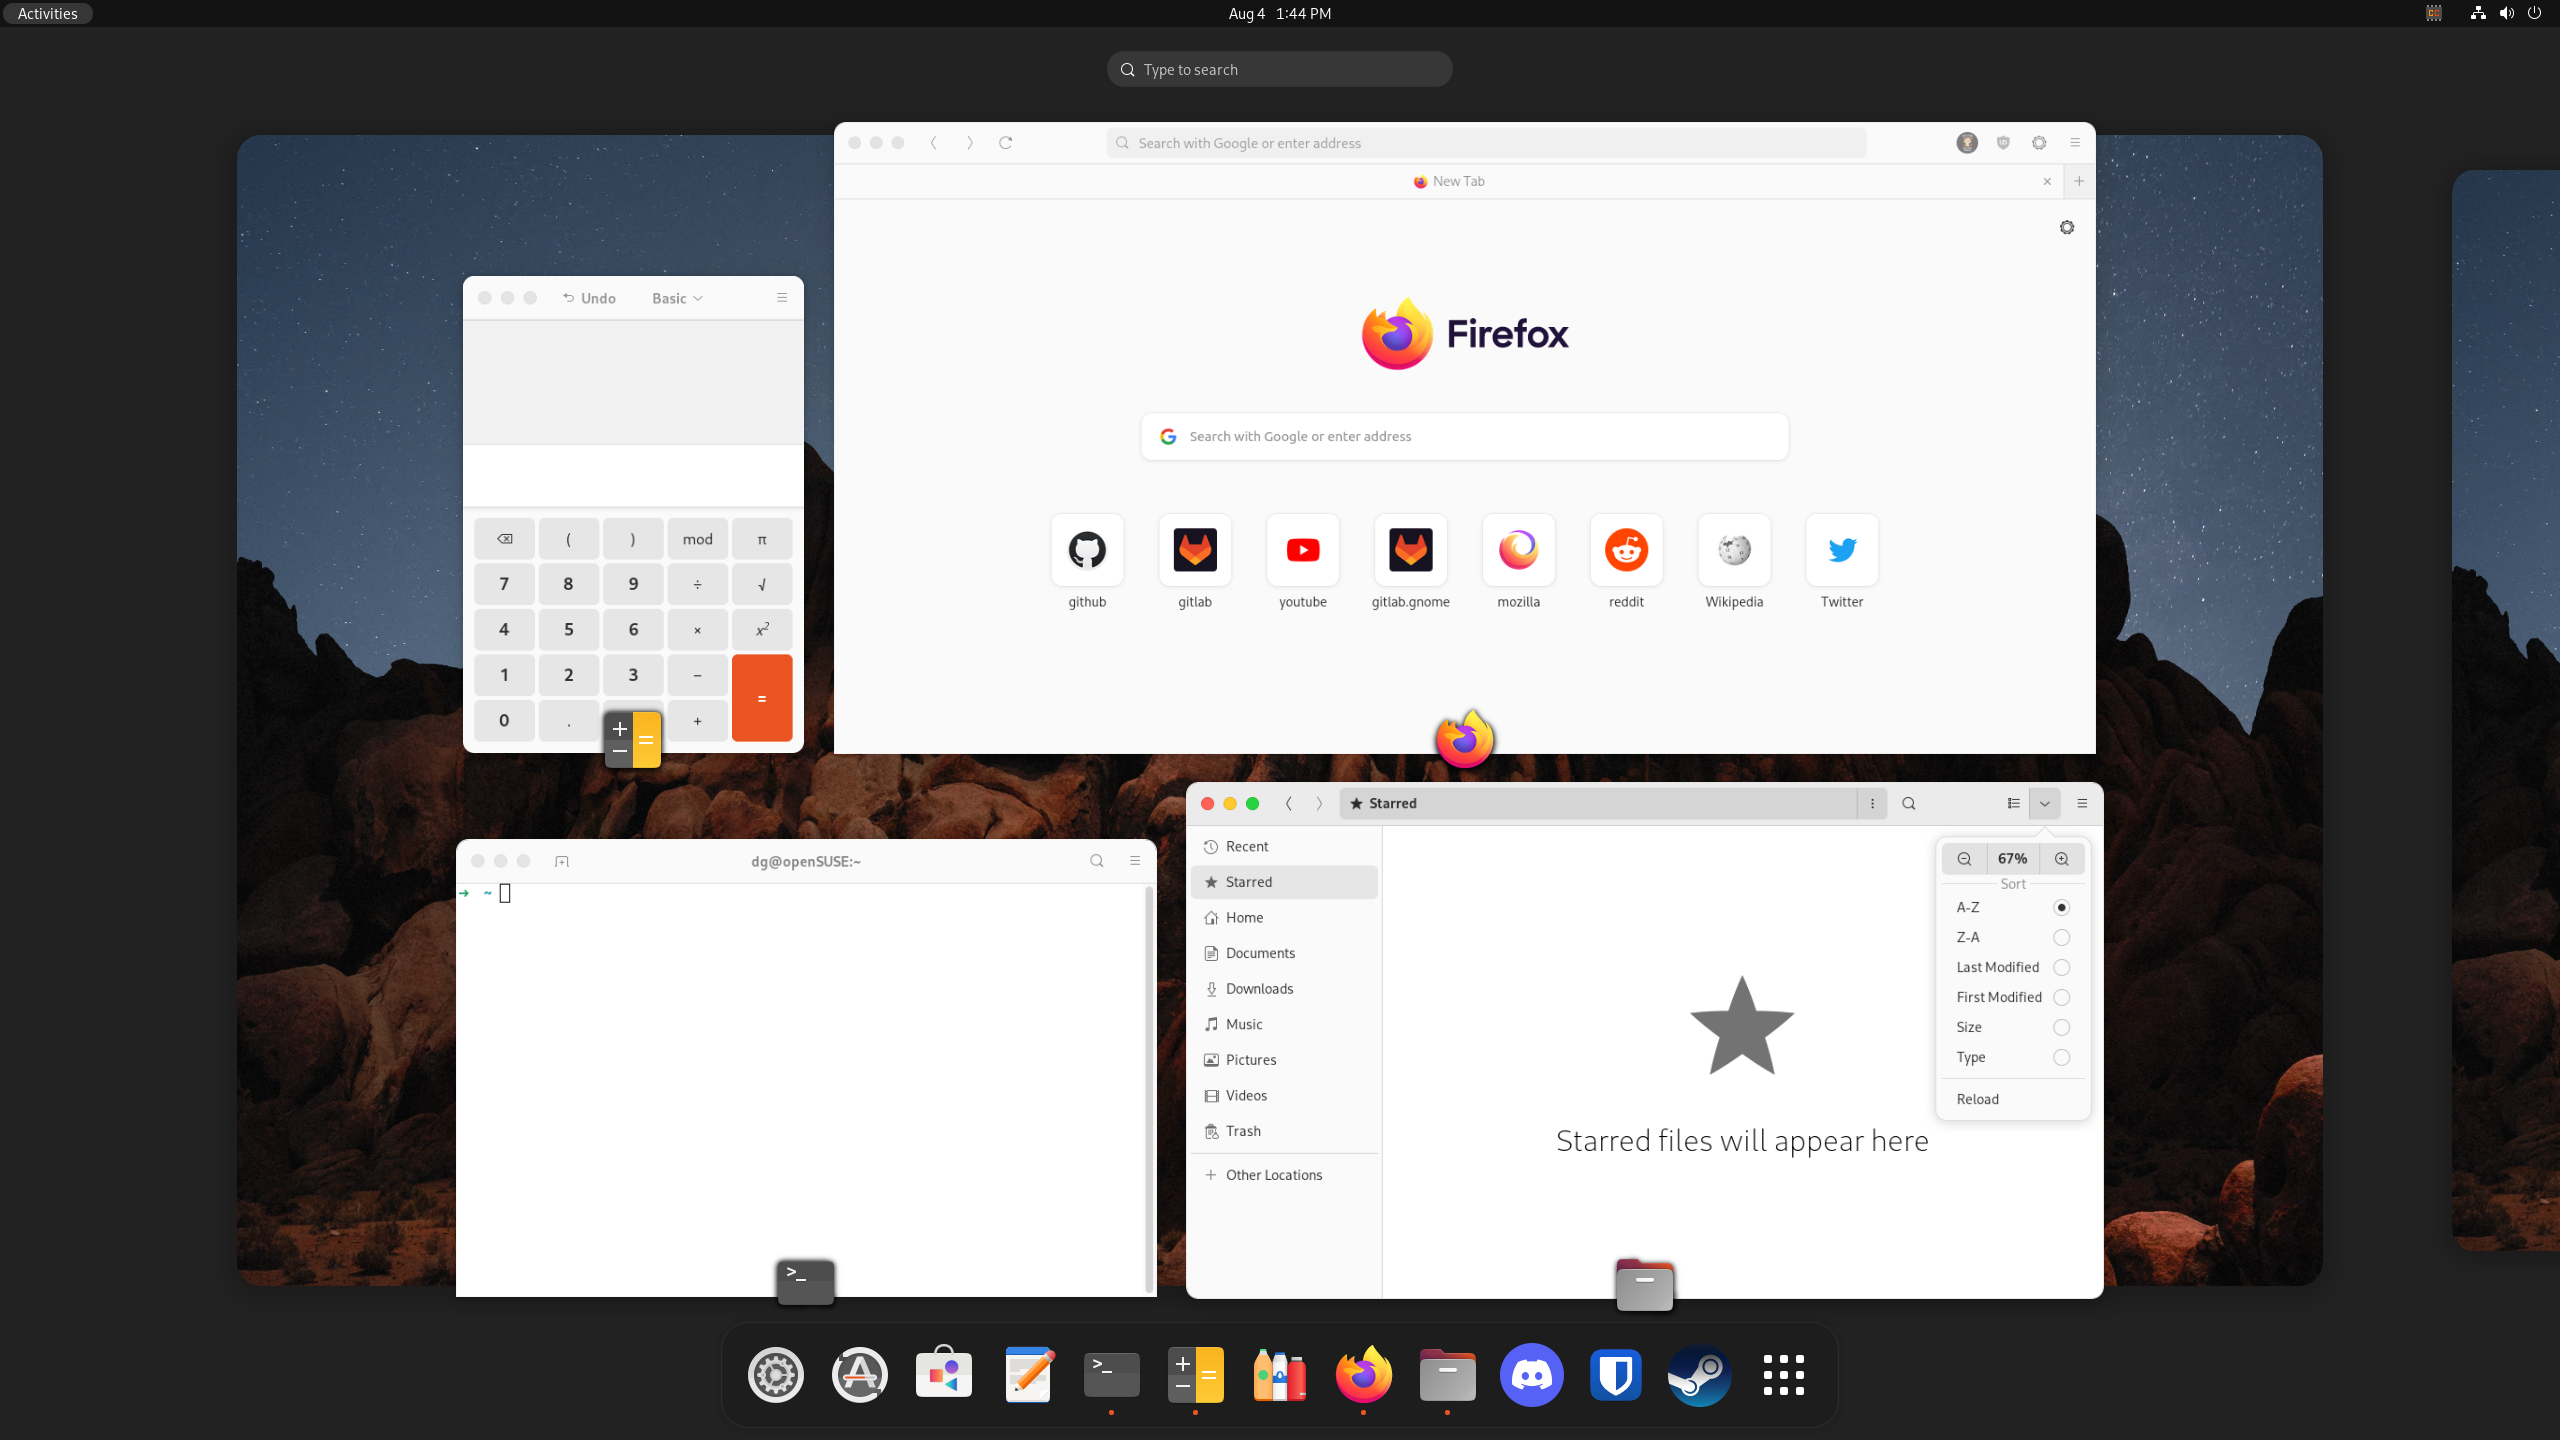 Activities
Aug 4 1:44 PM
Type to search
Search with Google or enter address
New Tab
Firefox
Search with Google or enter address
github gitlab youtube gitlab.gnome mozilla reddit Wikipedia Twitter
Undo Basic
( ) mod π
7 8 9 ÷ √
4 5 6 × x²
1 2 3 − =
0 . +
dg@openSUSE:~
➜ ~
Starred
Recent
Starred
Home
Documents
Downloads
Music
Pictures
Videos
Trash
Other Locations
Starred files will appear here
67%
Sort
A-Z
Z-A
Last Modified
First Modified
Size
Type
Reload